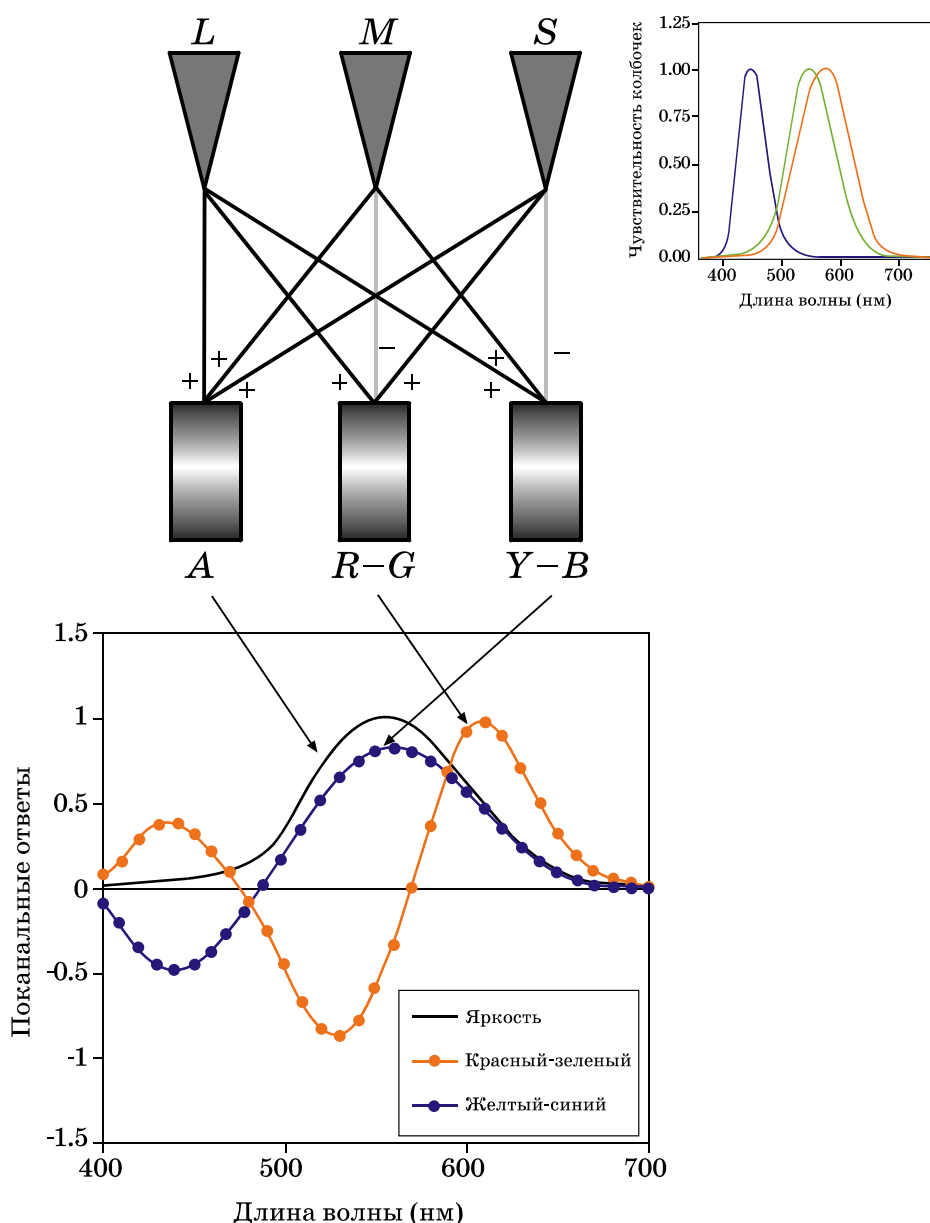 L M S
1.25
1.00
0.75
0.50
0.25
0.00
Чувствительность колбочек
400 500 600 700
Длина волны (нм)
+ + + + − + + + −
A R−G Y−B
1.5
1
0.5
0
-0.5
-1
-1.5
Поканальные ответы
Яркость
Красный-зеленый
Желтый-синий
400 500 600 700
Длина волны (нм)